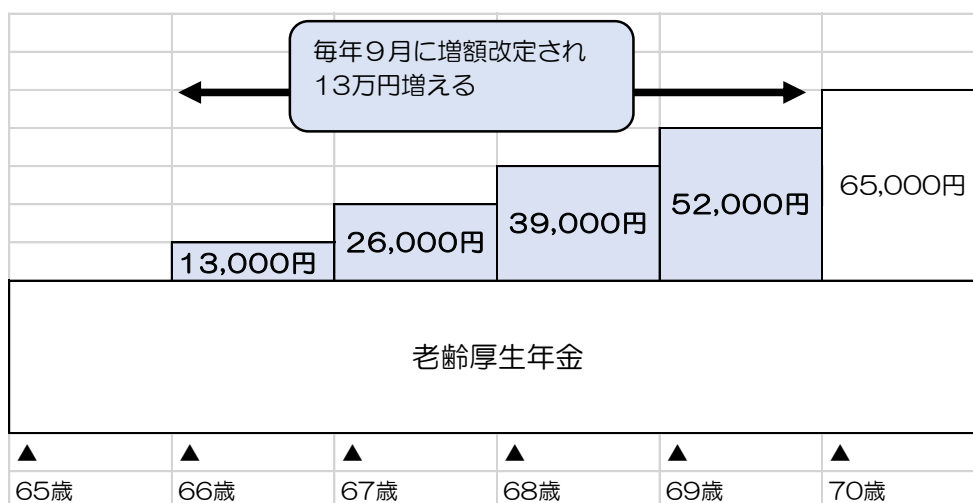 毎年９月に増額改定され
13万円増える
65,000円
52,000円
39,000円
26,000円
13,000円
老齢厚生年金
▲ ▲ ▲ ▲ ▲ ▲
65歳 66歳 67歳 68歳 69歳 70歳